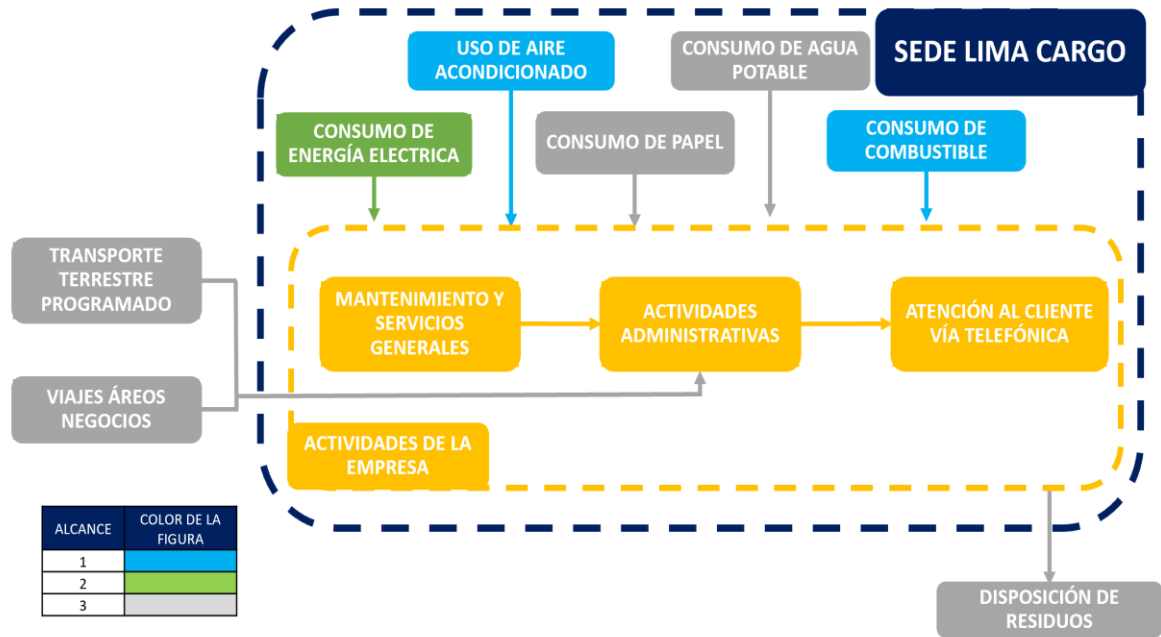 SEDE LIMA CARGO
USO DE AIRE
ACONDICIONADO
CONSUMO DE AGUA
POTABLE
CONSUMO DE
ENERGÍA ELECTRICA
CONSUMO DE PAPEL
CONSUMO DE
COMBUSTIBLE
TRANSPORTE
TERRESTRE
PROGRAMADO
MANTENIMIENTO Y
SERVICIOS
GENERALES
ACTIVIDADES
ADMINISTRATIVAS
ATENCIÓN AL CLIENTE
VÍA TELEFÓNICA
VIAJES ÁREOS
NEGOCIOS
ACTIVIDADES DE LA
EMPRESA
ALCANCE
COLOR DE LA
FIGURA
1
2
3
DISPOSICIÓN DE
RESIDUOS